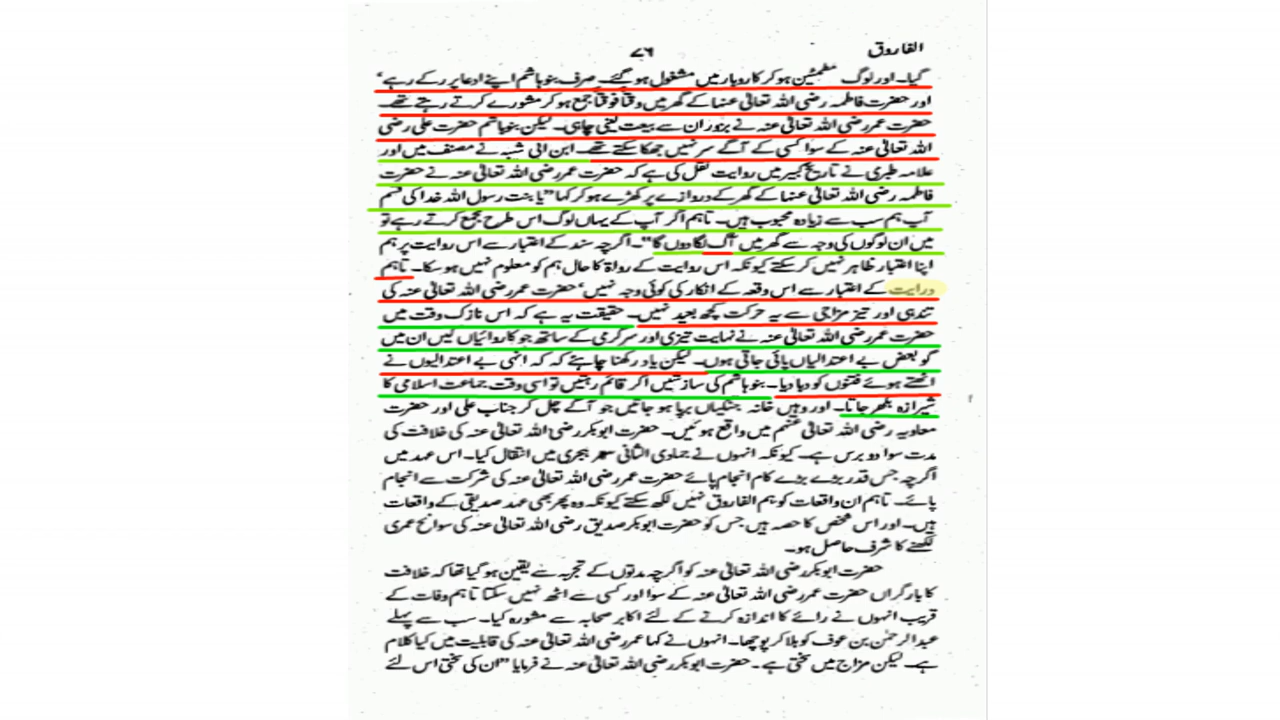 الفاروق
۷۶
گیا۔ اور لوگ مطمئین ہو کر کاروبار میں مشغول ہو گئے۔ صرف بنو ہاشم اپنے ادعا پر رکے رہے‘
اور حضرت فاطمہ رضی اللہ تعالیٰ عنہا کے گھر میں وقتاً فوقتاً جمع ہو کر مشورے کرتے رہتے تھے۔
حضرت عمر رضی اللہ تعالیٰ عنہ نے بزور ان سے بیعت لینی چاہی۔ لیکن بنو ہاشم حضرت علی رضی
اللہ تعالیٰ عنہ کے سوا کسی کے آگے سر نہیں جھکا سکتے تھے۔ ابن ابی شبہ نے مصنف میں اور
علامہ طبری نے تاریخ کبیر میں روایت نقل کی ہے کہ حضرت عمر رضی اللہ تعالیٰ عنہ نے حضرت
فاطمہ رضی اللہ تعالیٰ عنہا کے گھر کے دروازے پر کھڑے ہو کر کہا ”یا بنت رسول اللہ خدا کی قسم
آپ ہم سب سے زیادہ محبوب ہیں۔ تاہم اگر آپ کے یہاں لوگ اس طرح مجمع کرتے رہے تو
میں ان لوگوں کی وجہ سے گھر میں آگ لگا دوں گا“۔ اگرچہ سند کے اعتبار سے اس روایت پر ہم
اپنا اعتبار ظاہر نہیں کر سکتے کیونکہ اس روایت کے رواۃ کا حال ہم کو معلوم نہیں ہو سکا۔ تاہم
درایت کے اعتبار سے اس واقعہ کے انکار کی کوئی وجہ نہیں‘ حضرت عمر رضی اللہ تعالیٰ عنہ کی
تندہی اور تیز مزاجی سے یہ حرکت کچھ بعید نہیں۔ حقیقت یہ ہے کہ اس نازک وقت میں
حضرت عمر رضی اللہ تعالیٰ عنہ نے نہایت تیزی اور سرگرمی کے ساتھ جو کاروائیاں کیں ان میں
گو بعض بے اعتدالیاں پائی جاتی ہوں۔ لیکن یاد رکھنا چاہئے کہ کہ انہی بے اعتدالیوں نے
اٹھتے ہوئے فتنوں کو دبا دیا۔ بنو ہاشم کی سازشیں اگر قائم رہتیں تو اسی وقت جماعت اسلامی کا
شیرازہ بکھر جاتا۔ اور وہیں خانہ جنگیاں برپا ہو جاتیں جو آگے چل کر جناب علی اور حضرت
معاویہ رضی اللہ تعالیٰ عنہم میں واقع ہوئیں۔ حضرت ابوبکر رضی اللہ تعالیٰ عنہ کی خلافت کی
مدت سوا دو برس ہے۔ کیونکہ انہوں نے جمادی الثانی ہجری میں انتقال کیا۔ اس عہد میں
اگرچہ جس قدر بڑے بڑے کام انجام پائے حضرت عمر رضی اللہ تعالیٰ عنہ کی شرکت سے انجام
پائے۔ تاہم ان واقعات کو ہم الفاروق نہیں لکھ سکتے کیونکہ وہ پھر بھی عہد صدیقی کے واقعات
ہیں۔ اور اس شخص کا حصہ ہیں جس کو حضرت ابوبکر صدیق رضی اللہ تعالیٰ عنہ کی سوانح عمری
لکھنے کا شرف حاصل ہو۔
حضرت ابوبکر رضی اللہ تعالیٰ عنہ کو اگرچہ مدتوں کے تجربہ سے یقین ہو گیا تھا کہ خلافت
کا بار گراں حضرت عمر رضی اللہ تعالیٰ عنہ کے سوا اور کسی سے اٹھ نہیں سکتا تاہم وفات کے
قریب انہوں نے رائے کا اندازہ کرنے کے لئے اکابر صحابہ سے مشورہ کیا۔ سب سے پہلے
عبدالرحمٰن بن عوف کو بلا کر پوچھا۔ انہوں نے کہا عمر رضی اللہ تعالیٰ عنہ کی قابلیت میں کیا کلام
ہے۔ لیکن مزاج میں سختی ہے۔ حضرت ابوبکر رضی اللہ تعالیٰ عنہ نے فرمایا ”ان کی سختی اس لئے